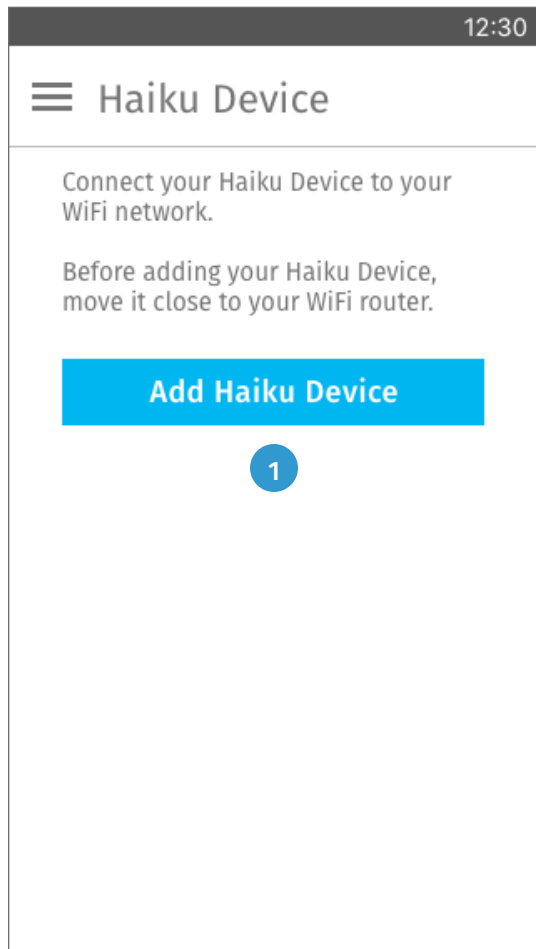 12:30
Haiku Device
Connect your Haiku Device to your
WiFi network.
Before adding your Haiku Device,
move it close to your WiFi router.
Add Haiku Device
1